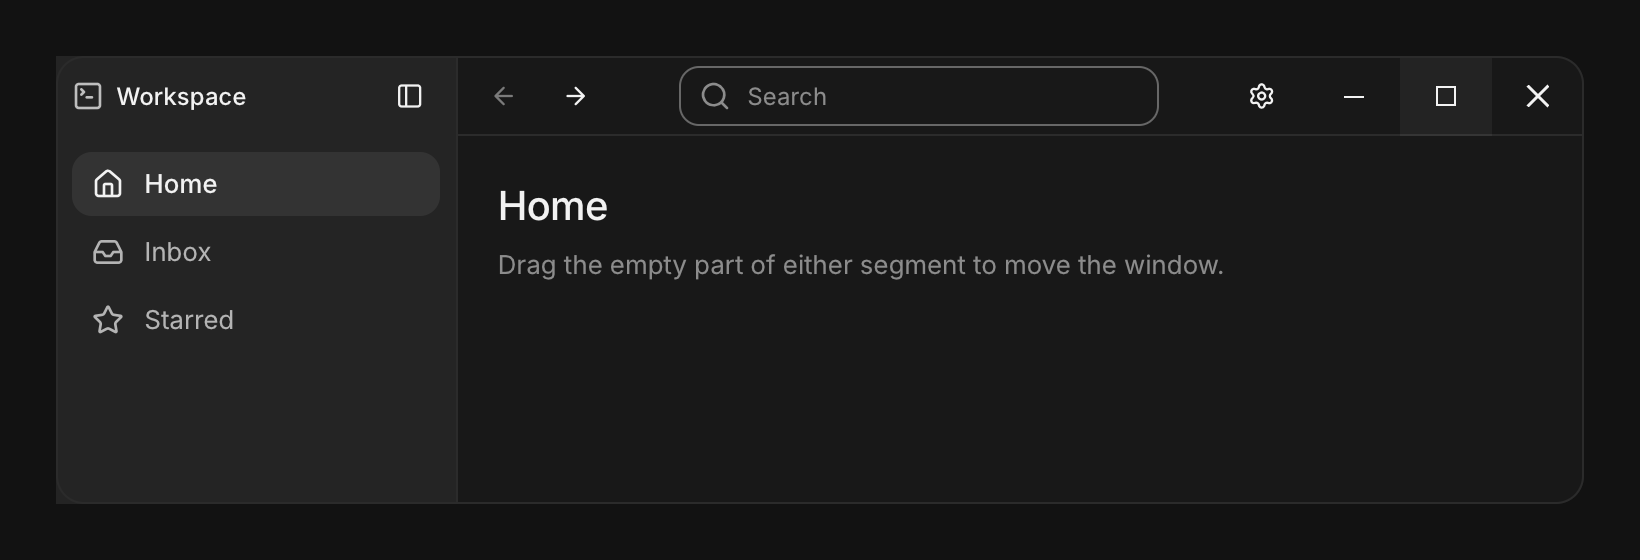 Workspace
Search
Home
Inbox
Starred
Home
Drag the empty part of either segment to move the window.